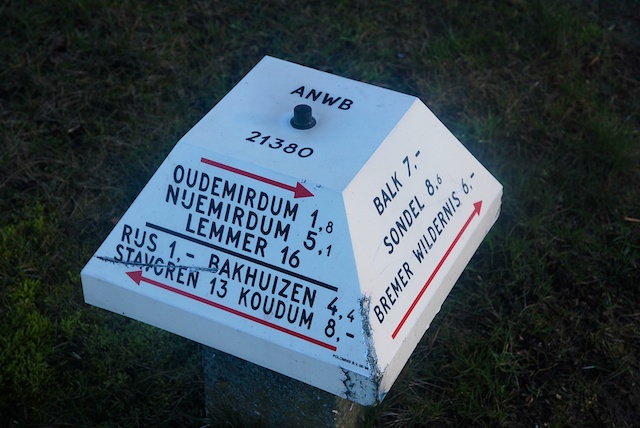 ANWB
21380
OUDEMIRDUM 1,8
NIJEMIRDUM 5,1
LEMMER 16
RIJS 1,- BAKHUIZEN 4,4
STAVOREN 13 KOUDUM 8,-
BALK 7,-
SONDEL 8,6
BREMER WILDERNIS 6,-